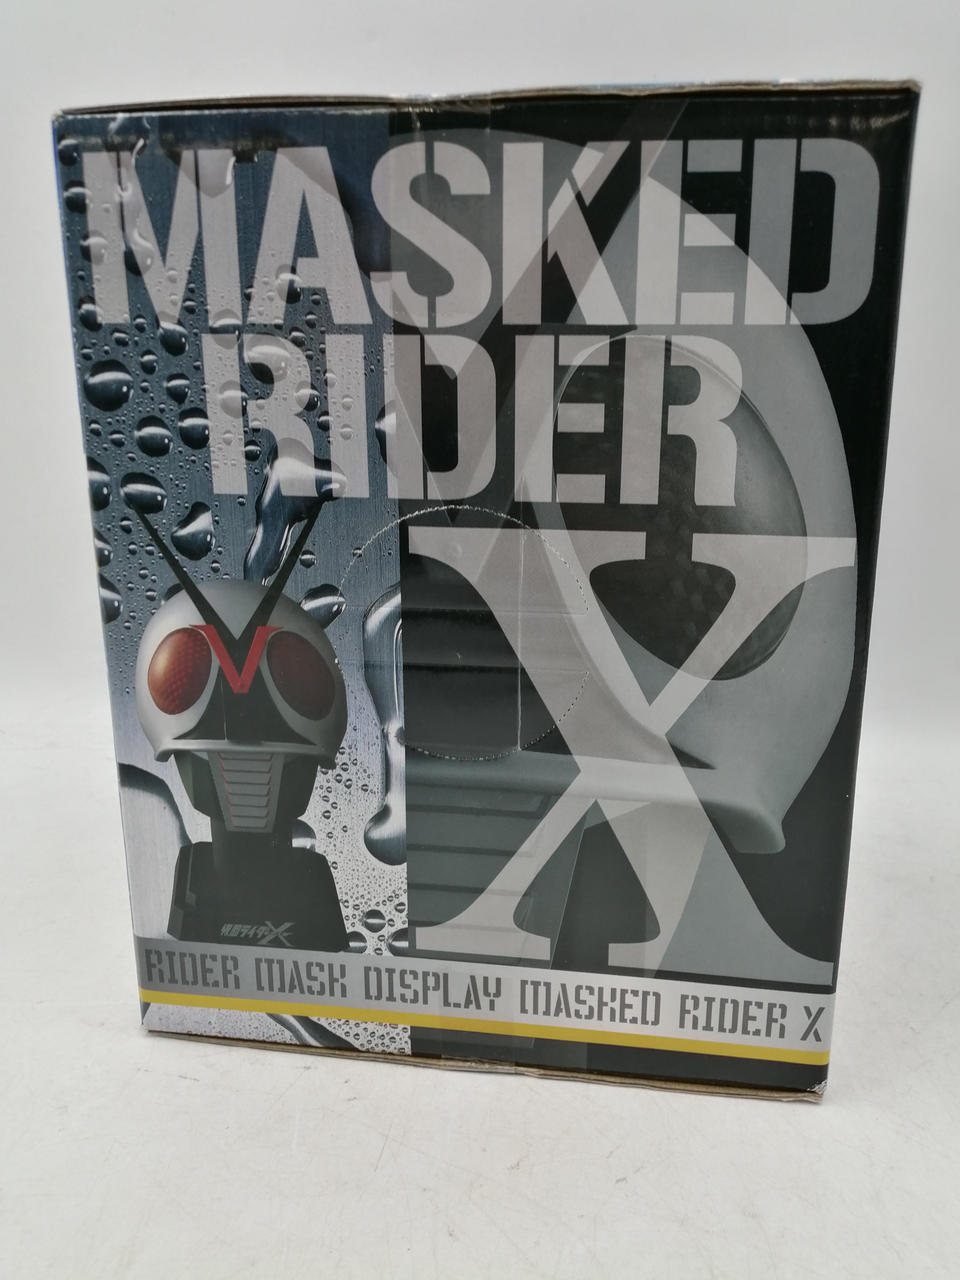 MASKED
RIDER
X
仮面ライダーX
RIDER MASK DISPLAY MASKED RIDER X